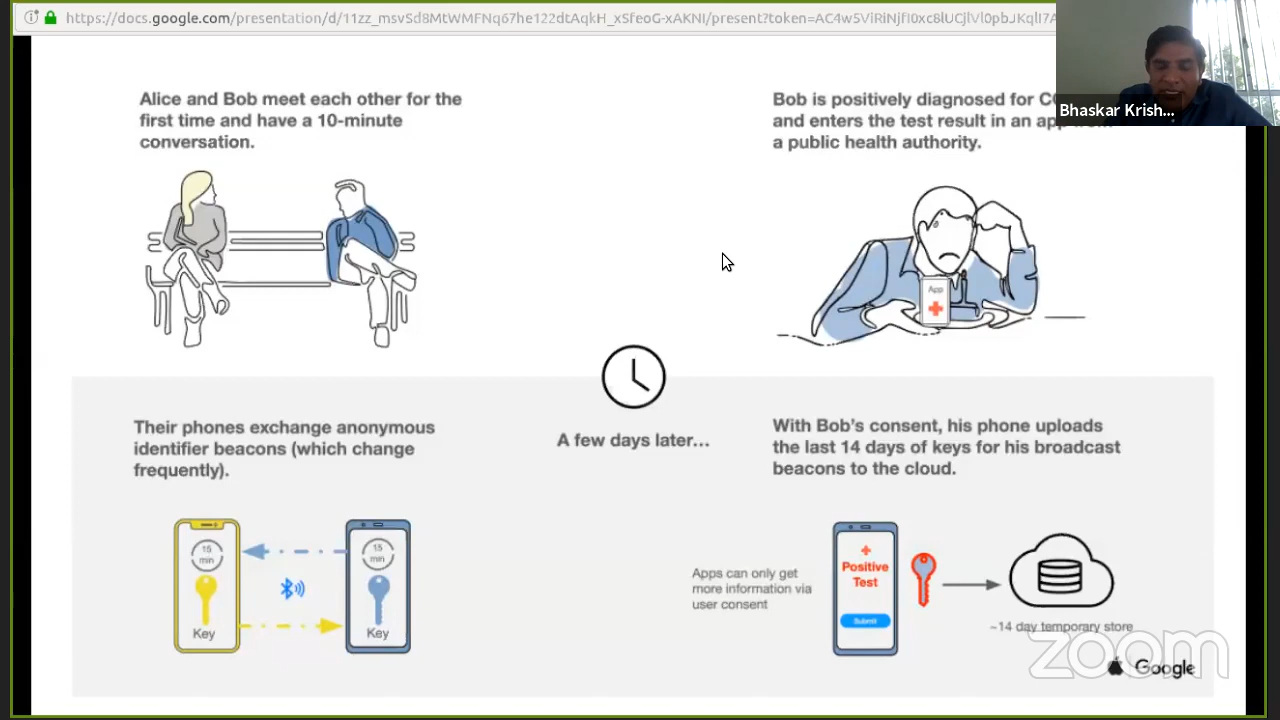 https://docs.google.com/presentation/d/11zz_msvSd8MtWMFNq67he122dtAqkH_xSfeoG-xAKNI/present?token=
Alice and Bob meet each other for the
first time and have a 10-minute
conversation.
Bob is positively diagnosed for
and enters the test result in an app
a public health authority.
Bhaskar Krish...
App
A few days later...
Their phones exchange anonymous
identifier beacons (which change
frequently).
15
min
Key
15
min
Key
With Bob's consent, his phone uploads
the last 14 days of keys for his broadcast
beacons to the cloud.
Apps can only get
more information via
user consent
Positive
Test
Submit
~14 day temporary store
zoom
Google